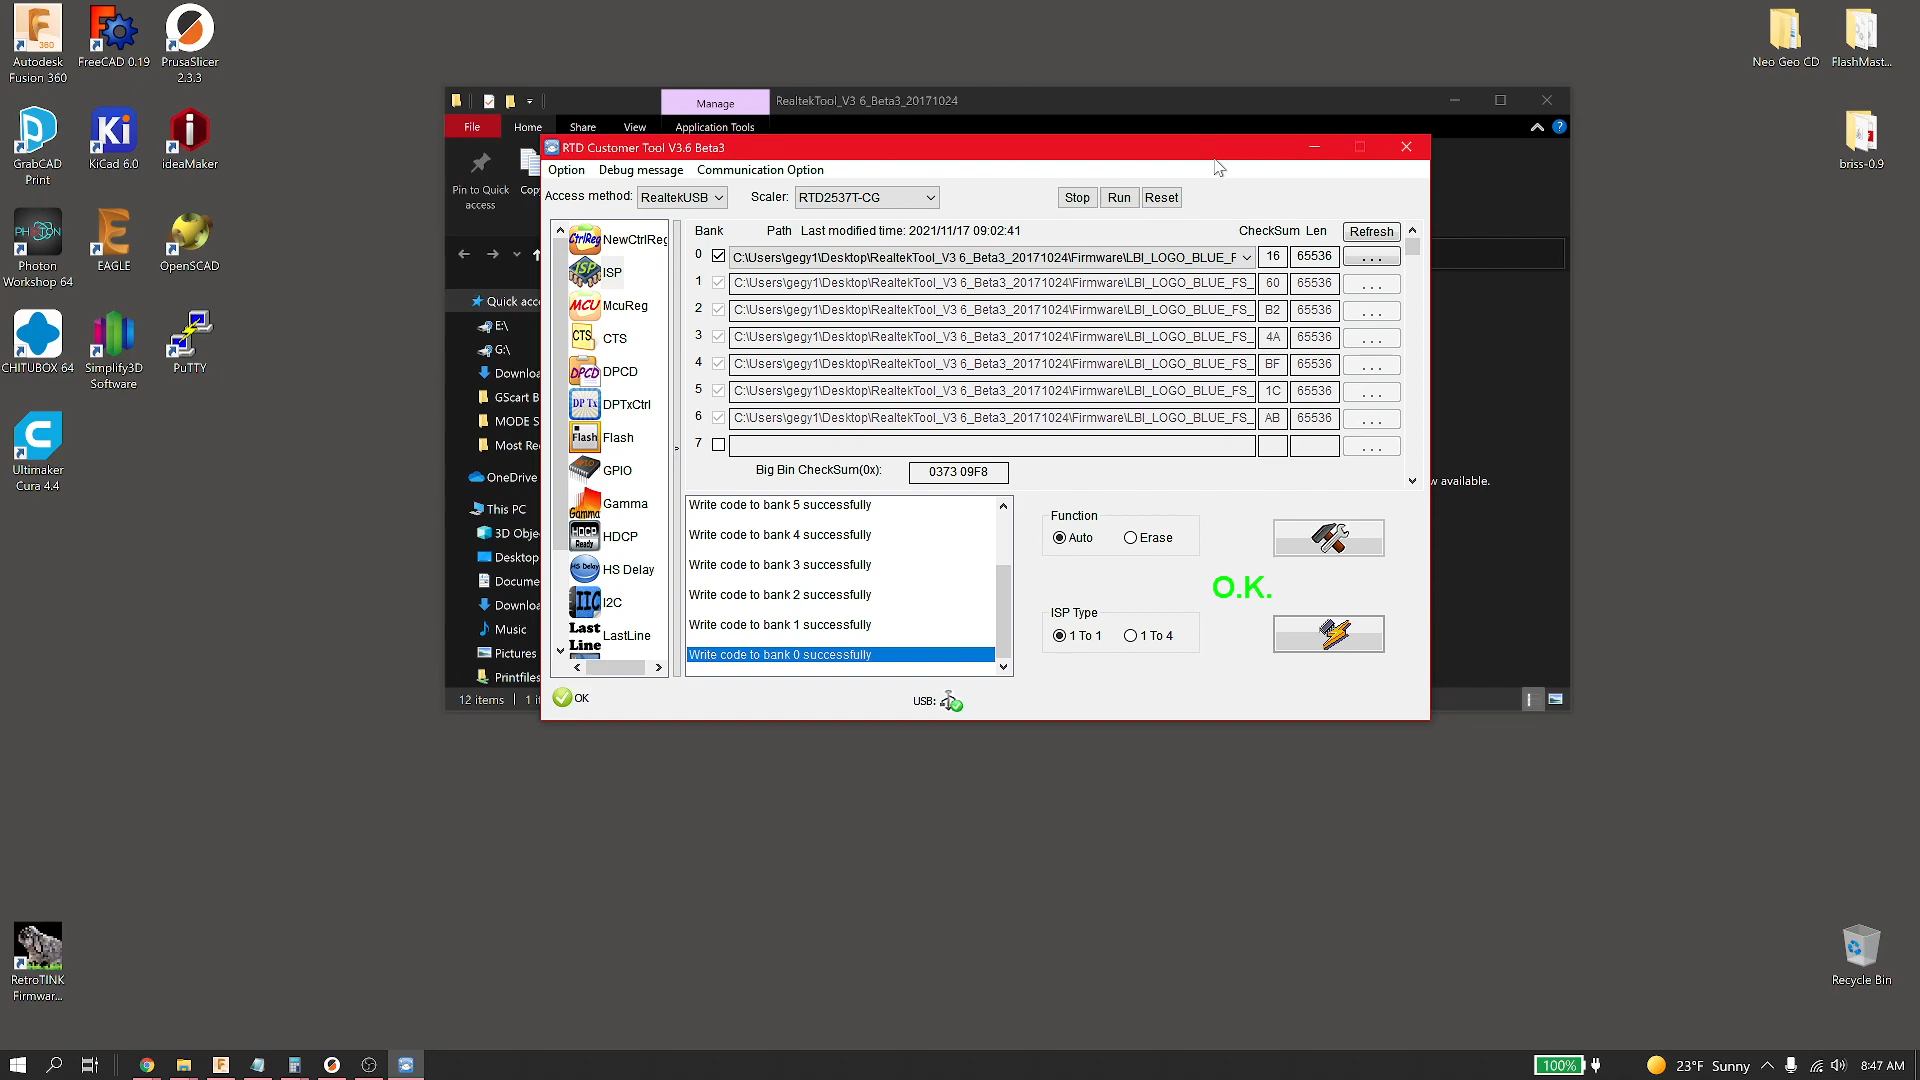 Autodesk
Fusion 360
FreeCAD 0.19
PrusaSlicer
2.3.3
Neo Geo CD
FlashMast...
Manage
RealtekTool_V3 6_Beta3_20171024
File
Home
Share
View
Application Tools
GrabCAD
Print
KiCad 6.0
ideaMaker
briss-0.9
Pin to Quick
access
RTD Customer Tool V3.6 Beta3
Option
Debug message
Communication Option
Access method:
RealtekUSB
Scaler:
RTD2537T-CG
Stop
Run
Reset
Photon
Workshop 64
EAGLE
OpenSCAD
NewCtrlReg
ISP
McuReg
CTS
DPCD
DPTxCtrl
Flash
GPIO
Gamma
HDCP
HS Delay
I2C
LastLine
Bank
Path
Last modified time: 2021/11/17 09:02:41
CheckSum
Len
Refresh
0 C:\Users\gegy1\Desktop\RealtekTool_V3 6_Beta3_20171024\Firmware\LBI_LOGO_BLUE_F 16 65536 ...
1 C:\Users\gegy1\Desktop\RealtekTool_V3 6_Beta3_20171024\Firmware\LBI_LOGO_BLUE_FS_ 60 65536 ...
2 C:\Users\gegy1\Desktop\RealtekTool_V3 6_Beta3_20171024\Firmware\LBI_LOGO_BLUE_FS_ B2 65536 ...
3 C:\Users\gegy1\Desktop\RealtekTool_V3 6_Beta3_20171024\Firmware\LBI_LOGO_BLUE_FS_ 4A 65536 ...
4 C:\Users\gegy1\Desktop\RealtekTool_V3 6_Beta3_20171024\Firmware\LBI_LOGO_BLUE_FS_ BF 65536 ...
5 C:\Users\gegy1\Desktop\RealtekTool_V3 6_Beta3_20171024\Firmware\LBI_LOGO_BLUE_FS_ 1C 65536 ...
6 C:\Users\gegy1\Desktop\RealtekTool_V3 6_Beta3_20171024\Firmware\LBI_LOGO_BLUE_FS_ AB 65536 ...
7 ...
Big Bin CheckSum(0x):
0373 09F8
Quick acc
E:\
G:\
Downloa
GScart B
MODE S
Most Re
OneDrive
This PC
3D Obje
Desktop
Docume
Downloa
Music
Pictures
Printfiles
12 items
w available.
CHITUBOX 64
Simplify3D
Software
PuTTY
Ultimaker
Cura 4.4
Write code to bank 5 successfully
Write code to bank 4 successfully
Write code to bank 3 successfully
Write code to bank 2 successfully
Write code to bank 1 successfully
Write code to bank 0 successfully
Function
Auto
Erase
O.K.
ISP Type
1 To 1
1 To 4
OK
USB:
RetroTINK
Firmwar...
Recycle Bin
100%
23°F Sunny
8:47 AM